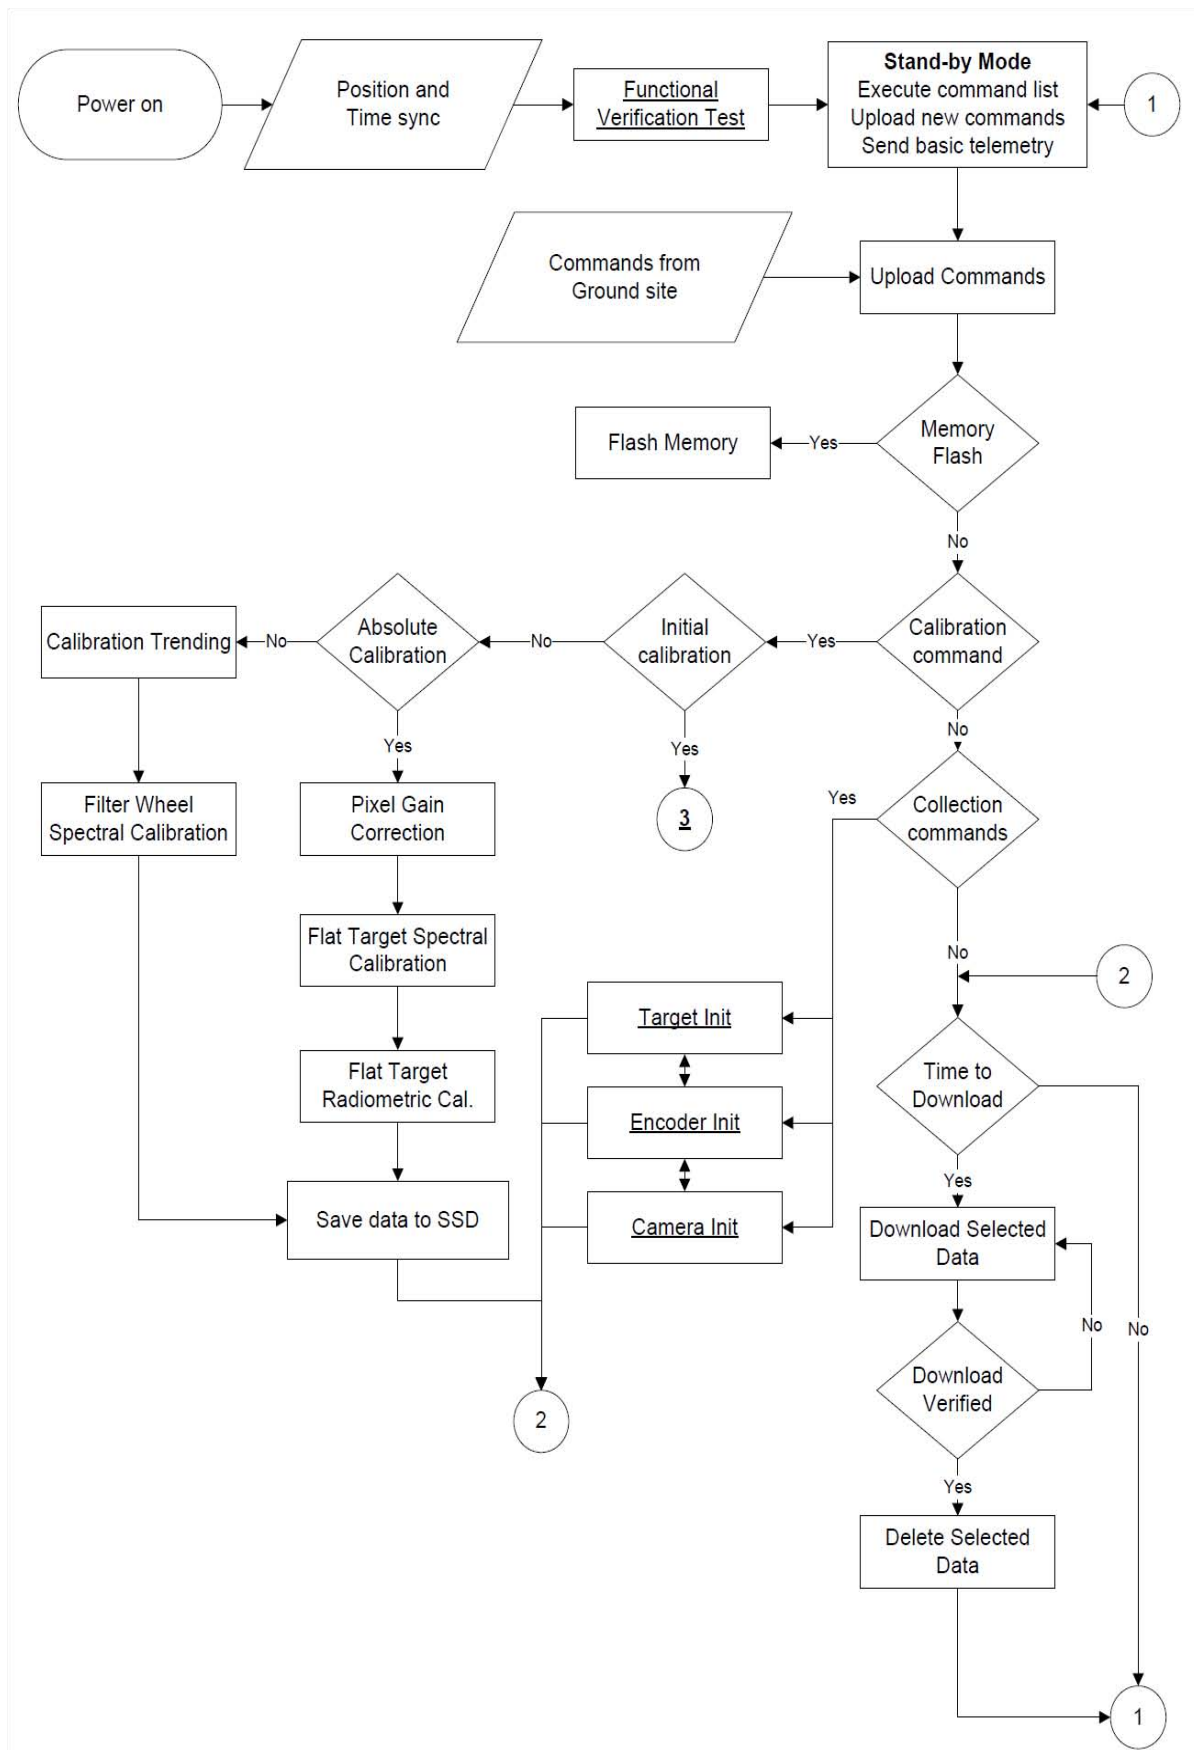 Power on
Position and
Time sync
Functional
Verification Test
Stand-by Mode
Execute command list
Upload new commands
Send basic telemetry
1
Commands from
Ground site
Upload Commands
Flash Memory
Yes
Memory
Flash
No
Calibration Trending
No
Absolute
Calibration
No
Initial
calibration
Yes
Calibration
command
Yes
Yes
No
Filter Wheel
Spectral Calibration
Pixel Gain
Correction
3
Yes
Collection
commands
Flat Target Spectral
Calibration
No
2
Target Init
Flat Target
Radiometric Cal.
Encoder Init
Time to
Download
Yes
Save data to SSD
Camera Init
Download Selected
Data
No
No
Download
Verified
2
Yes
Delete Selected
Data
1